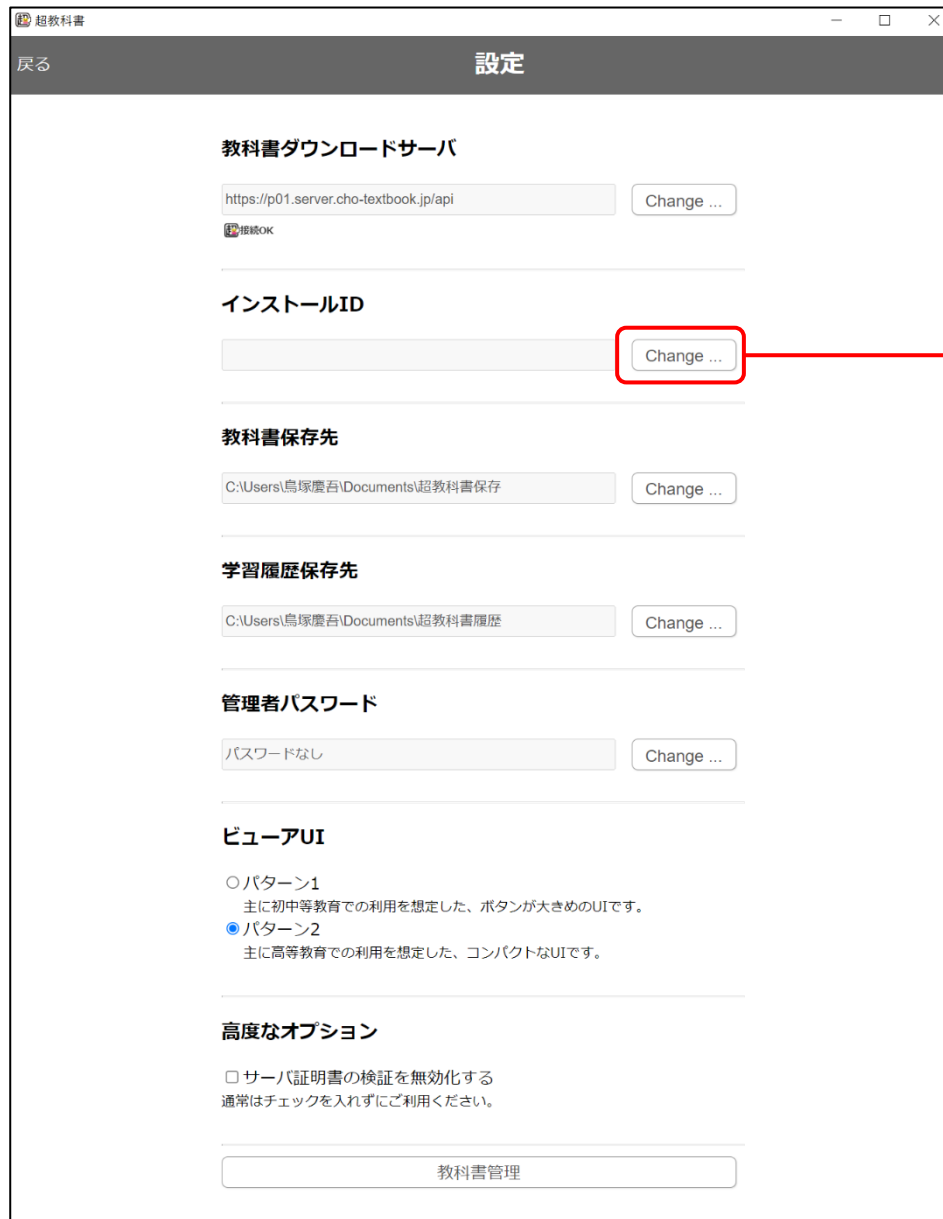 超教科書
戻る
設定
教科書ダウンロードサーバ
https://p01.server.cho-textbook.jp/api
Change ...
接続OK
インストールID
Change ...
教科書保存先
C:\Users\鳥塚慶吾\Documents\超教科書保存
Change ...
学習履歴保存先
C:\Users\鳥塚慶吾\Documents\超教科書履歴
Change ...
管理者パスワード
パスワードなし
Change ...
ビューアUI
パターン1
主に初中等教育での利用を想定した、ボタンが大きめのUIです。
パターン2
主に高等教育での利用を想定した、コンパクトなUIです。
高度なオプション
サーバ証明書の検証を無効化する
通常はチェックを入れずにご利用ください。
教科書管理